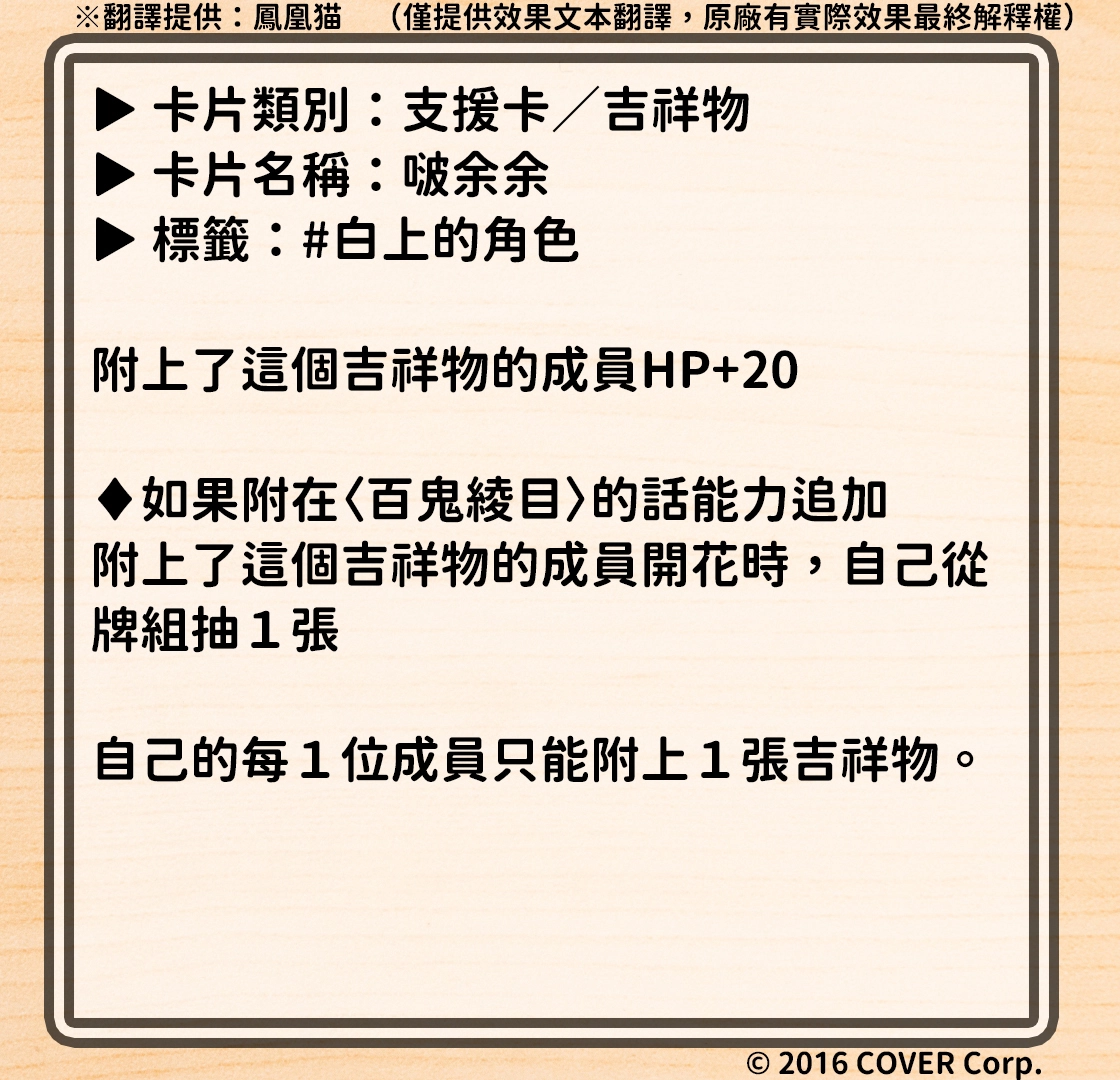 ※翻譯提供：鳳凰猫　（僅提供效果文本翻譯，原廠有實際效果最終解釋權）
▶ 卡片類別：支援卡／吉祥物
▶ 卡片名稱：啵余余
▶ 標籤：#白上的角色
附上了這個吉祥物的成員HP+20
♦如果附在〈百鬼綾目〉的話能力追加
附上了這個吉祥物的成員開花時，自己從
牌組抽１張
自己的每１位成員只能附上１張吉祥物。
© 2016 COVER Corp.